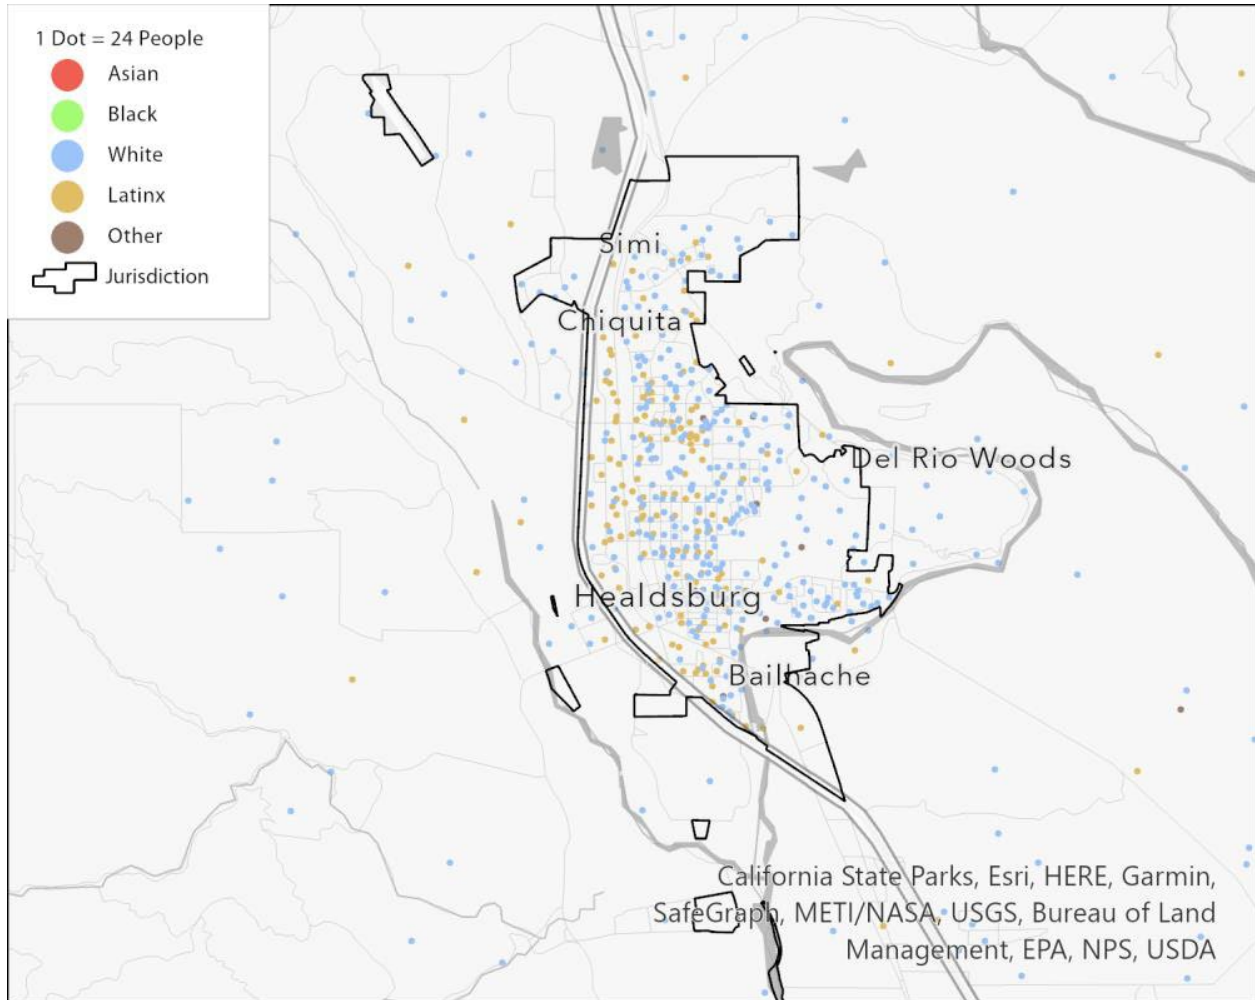 1 Dot = 24 People
Asian
Black
White
Latinx
Other
Jurisdiction
Simi
Chiquita
Del Rio Woods
Healdsburg
Bailhache
California State Parks, Esri, HERE, Garmin,
SafeGraph, METI/NASA, USGS, Bureau of Land
Management, EPA, NPS, USDA